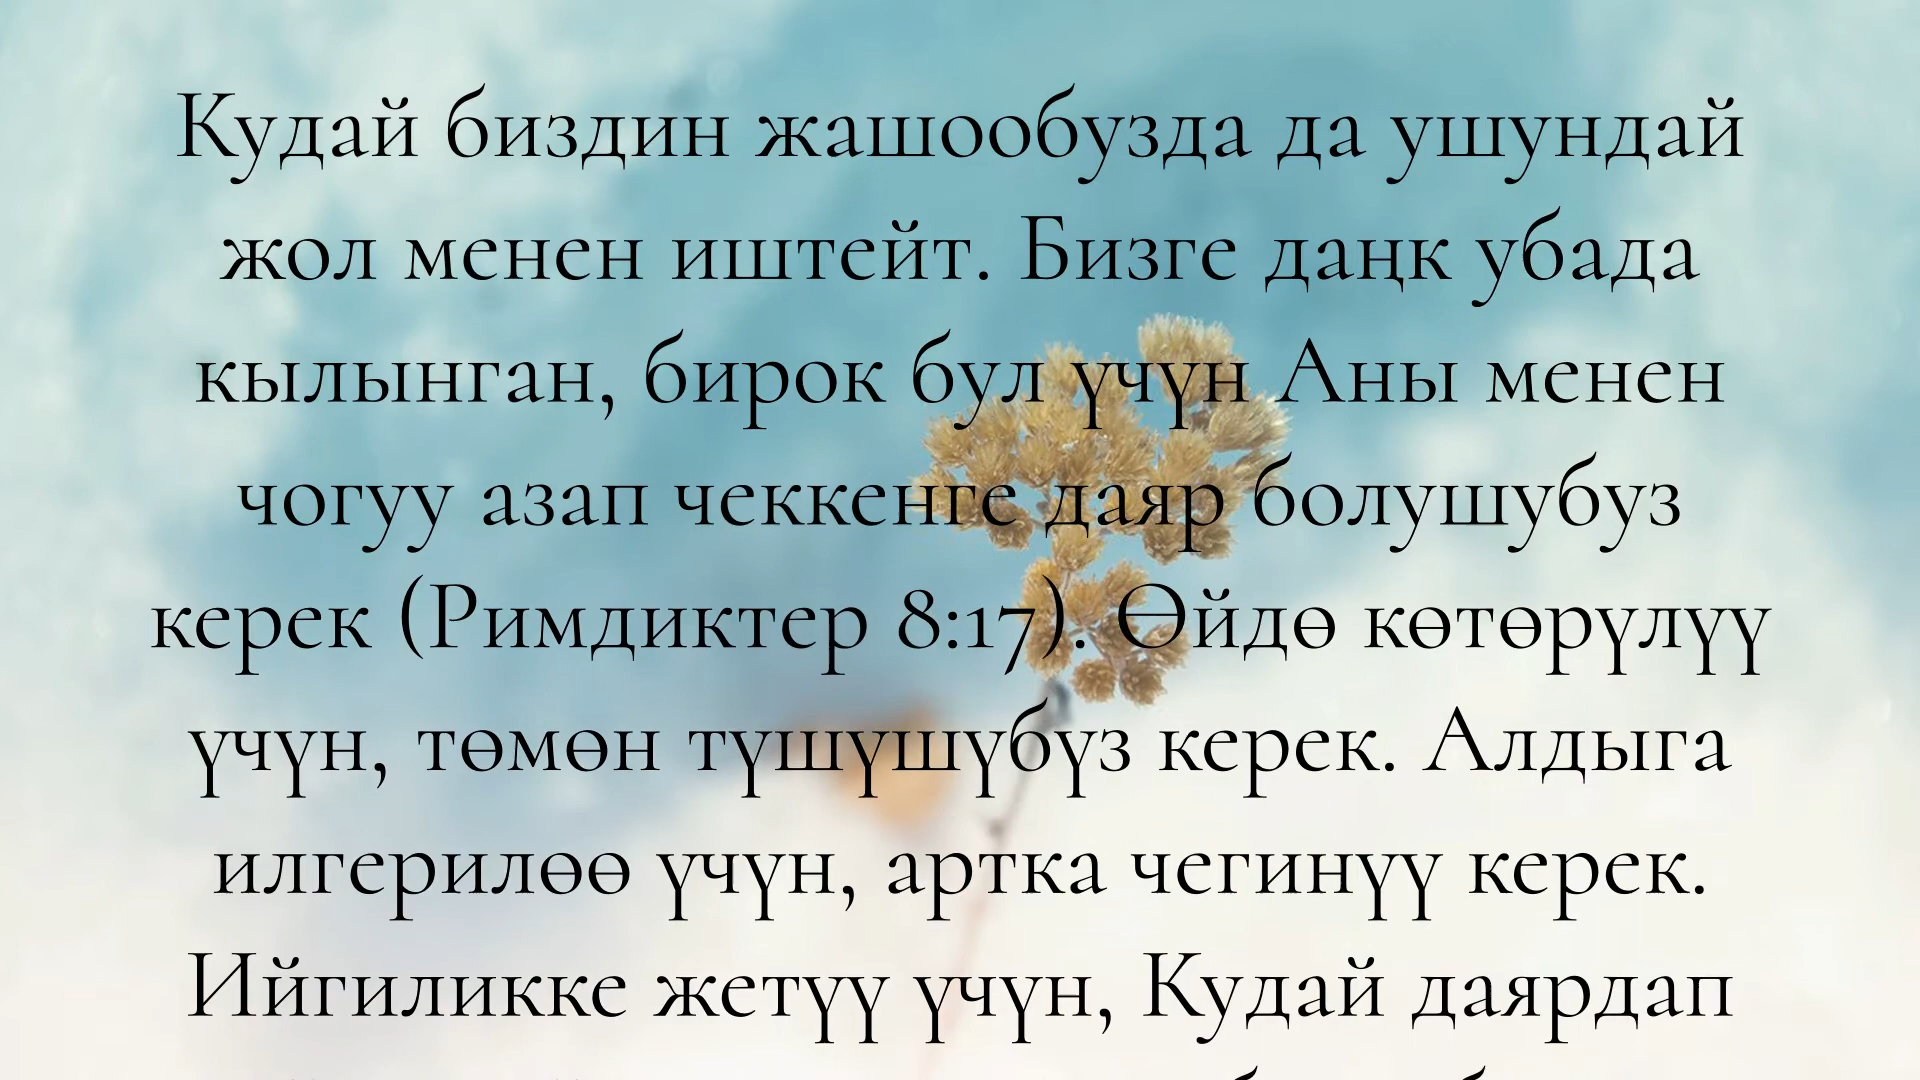 Кудай биздин жашообузда да ушундай
жол менен иштейт. Бизге даңк убада
кылынган, бирок бул үчүн Аны менен
чогуу азап чеккенге даяр болушубуз
керек (Римдиктер 8:17). Өйдө көтөрүлүү
үчүн, төмөн түшүшүбүз керек. Алдыга
илгерилөө үчүн, артка чегинүү керек.
Ийгиликке жетүү үчүн, Кудай даярдап